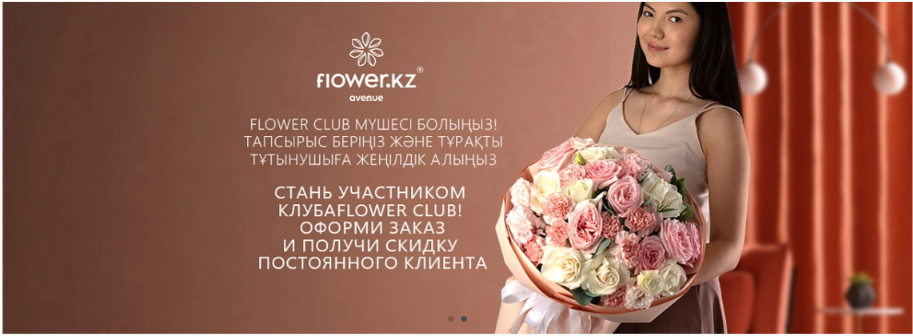 flower.kz®
avenue
FLOWER CLUB МҮШЕСІ БОЛЫҢЫЗ!
ТАПСЫРЫС БЕРІҢІЗ ЖӘНЕ ТҰРАҚТЫ
ТҰТЫНУШЫҒА ЖЕҢІЛДІК АЛЫҢЫЗ
СТАНЬ УЧАСТНИКОМ
КЛУБАFLOWER CLUB!
ОФОРМИ ЗАКАЗ
И ПОЛУЧИ СКИДКУ
ПОСТОЯННОГО КЛИЕНТА